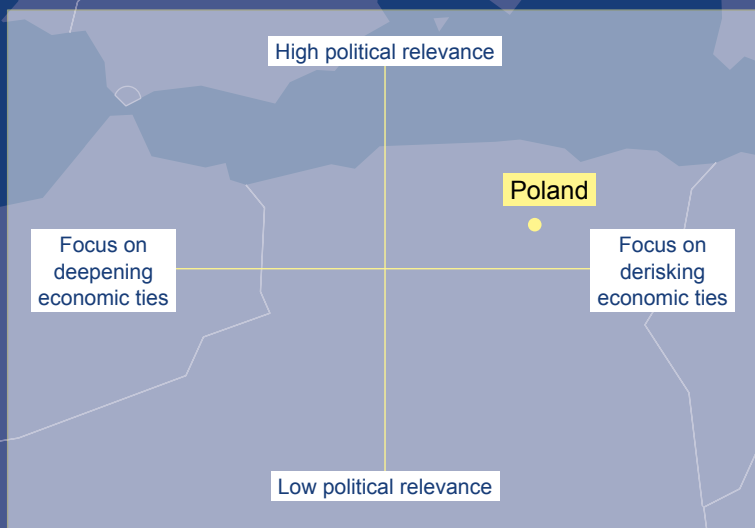 High political relevance
Poland
Focus on
deepening
economic ties
Focus on
derisking
economic ties
Low political relevance